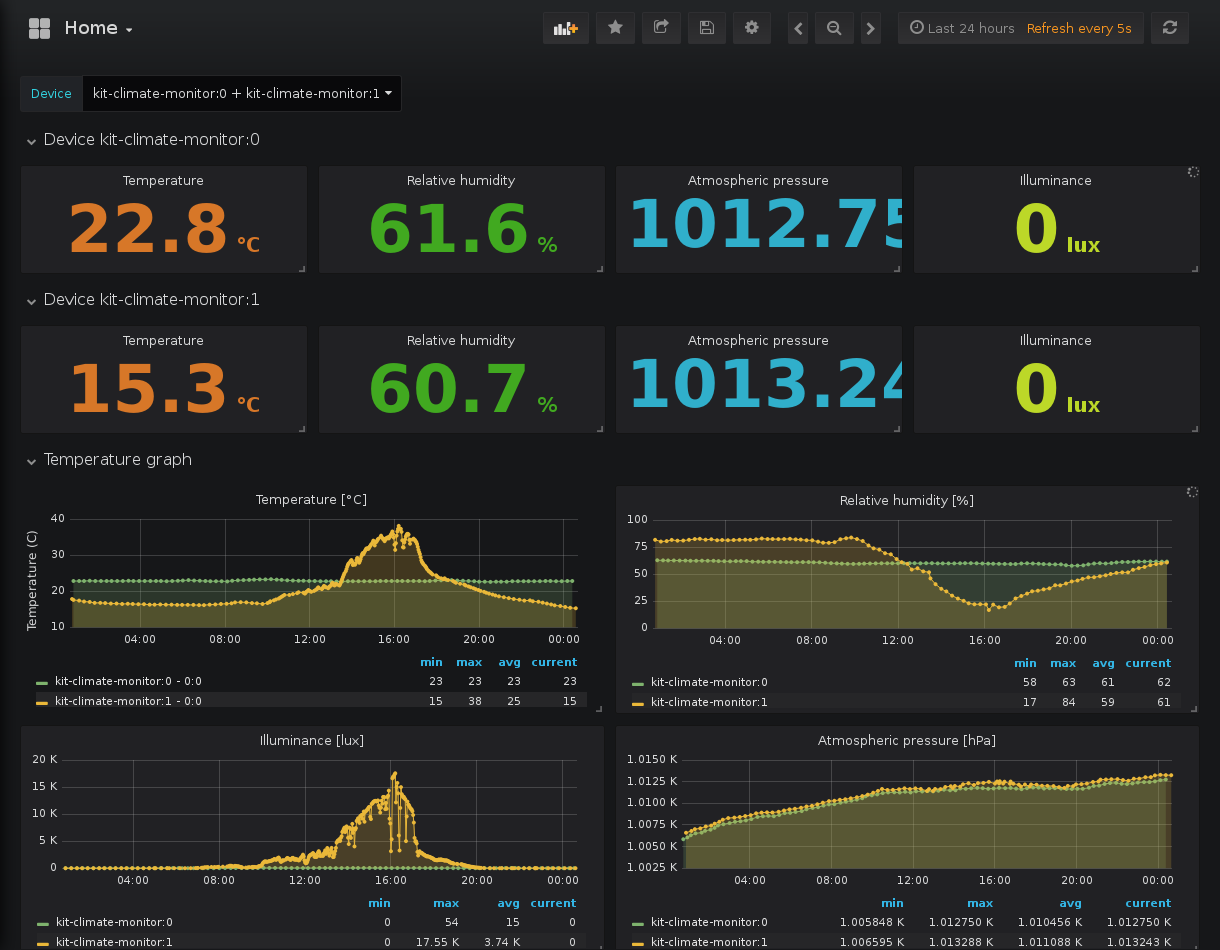 Home
Last 24 hours Refresh every 5s
Device kit-climate-monitor:0 + kit-climate-monitor:1
Device kit-climate-monitor:0
Temperature
22.8 °C
Relative humidity
61.6 %
Atmospheric pressure
1012.75
Illuminance
0 lux
Device kit-climate-monitor:1
Temperature
15.3 °C
Relative humidity
60.7 %
Atmospheric pressure
1013.24
Illuminance
0 lux
Temperature graph
Temperature [°C]
Temperature (C)
40
30
20
10
04:00 08:00 12:00 16:00 20:00 00:00
min max avg current
kit-climate-monitor:0 - 0:0 23 23 23 23
kit-climate-monitor:1 - 0:0 15 38 25 15
Relative humidity [%]
100
75
50
25
0
04:00 08:00 12:00 16:00 20:00 00:00
min max avg current
kit-climate-monitor:0 58 63 61 62
kit-climate-monitor:1 17 84 59 61
Illuminance [lux]
20 K
15 K
10 K
5 K
0
04:00 08:00 12:00 16:00 20:00 00:00
min max avg current
kit-climate-monitor:0 0 54 15 0
kit-climate-monitor:1 0 17.55 K 3.74 K 0
Atmospheric pressure [hPa]
1.0150 K
1.0125 K
1.0100 K
1.0075 K
1.0050 K
1.0025 K
04:00 08:00 12:00 16:00 20:00 00:00
min max avg current
kit-climate-monitor:0 1.005848 K 1.012750 K 1.010456 K 1.012750 K
kit-climate-monitor:1 1.006595 K 1.013288 K 1.011088 K 1.013243 K